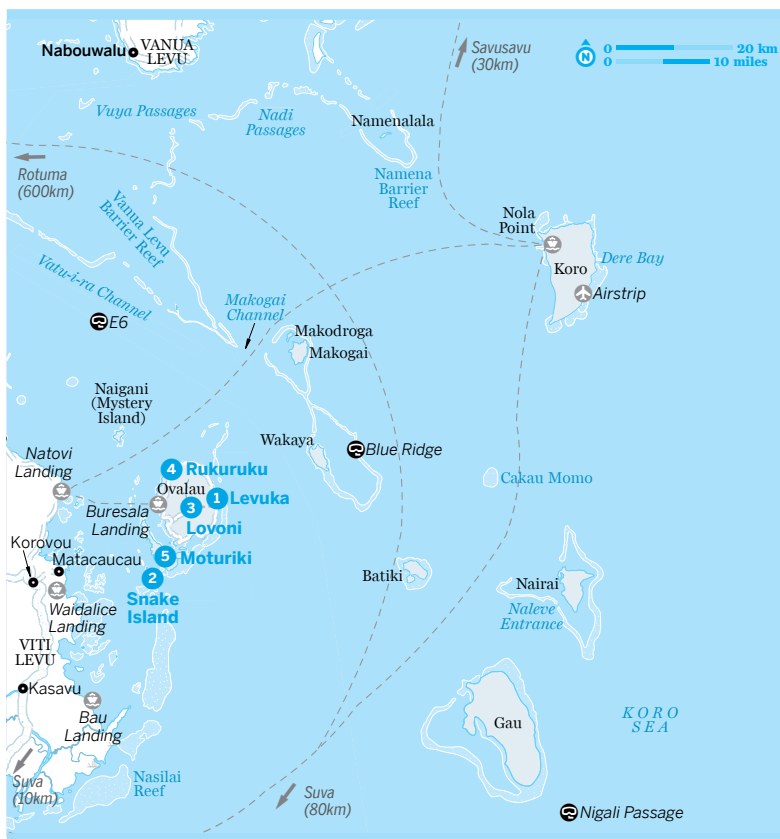 Nabouwalu
VANUA
LEVU
Savusavu
(30km)
N
0
20 km
0
10 miles
Vuya Passages
Nadi
Passages
Namenalala
Rotuma
(600km)
Namena
Barrier
Reef
Vanua Levu
Barrier Reef
Nola
Point
Koro
Dere Bay
Airstrip
Vatu-i-ra Channel
Makogai
Channel
E6
Makodroga
Makogai
Naigani
(Mystery
Island)
Wakaya
Blue Ridge
Natovi
Landing
4
Rukuruku
Ovalau
1
Levuka
3
Lovoni
Buresala
Landing
Cakau Momo
Korovou
Matacaucau
5
Moturiki
2
Snake
Island
Batiki
Nairai
Naleve
Entrance
Waidalice
Landing
VITI
LEVU
Kasavu
Bau
Landing
Gau
KORO
SEA
Suva
(10km)
Nasilai
Reef
Suva
(80km)
Nigali Passage